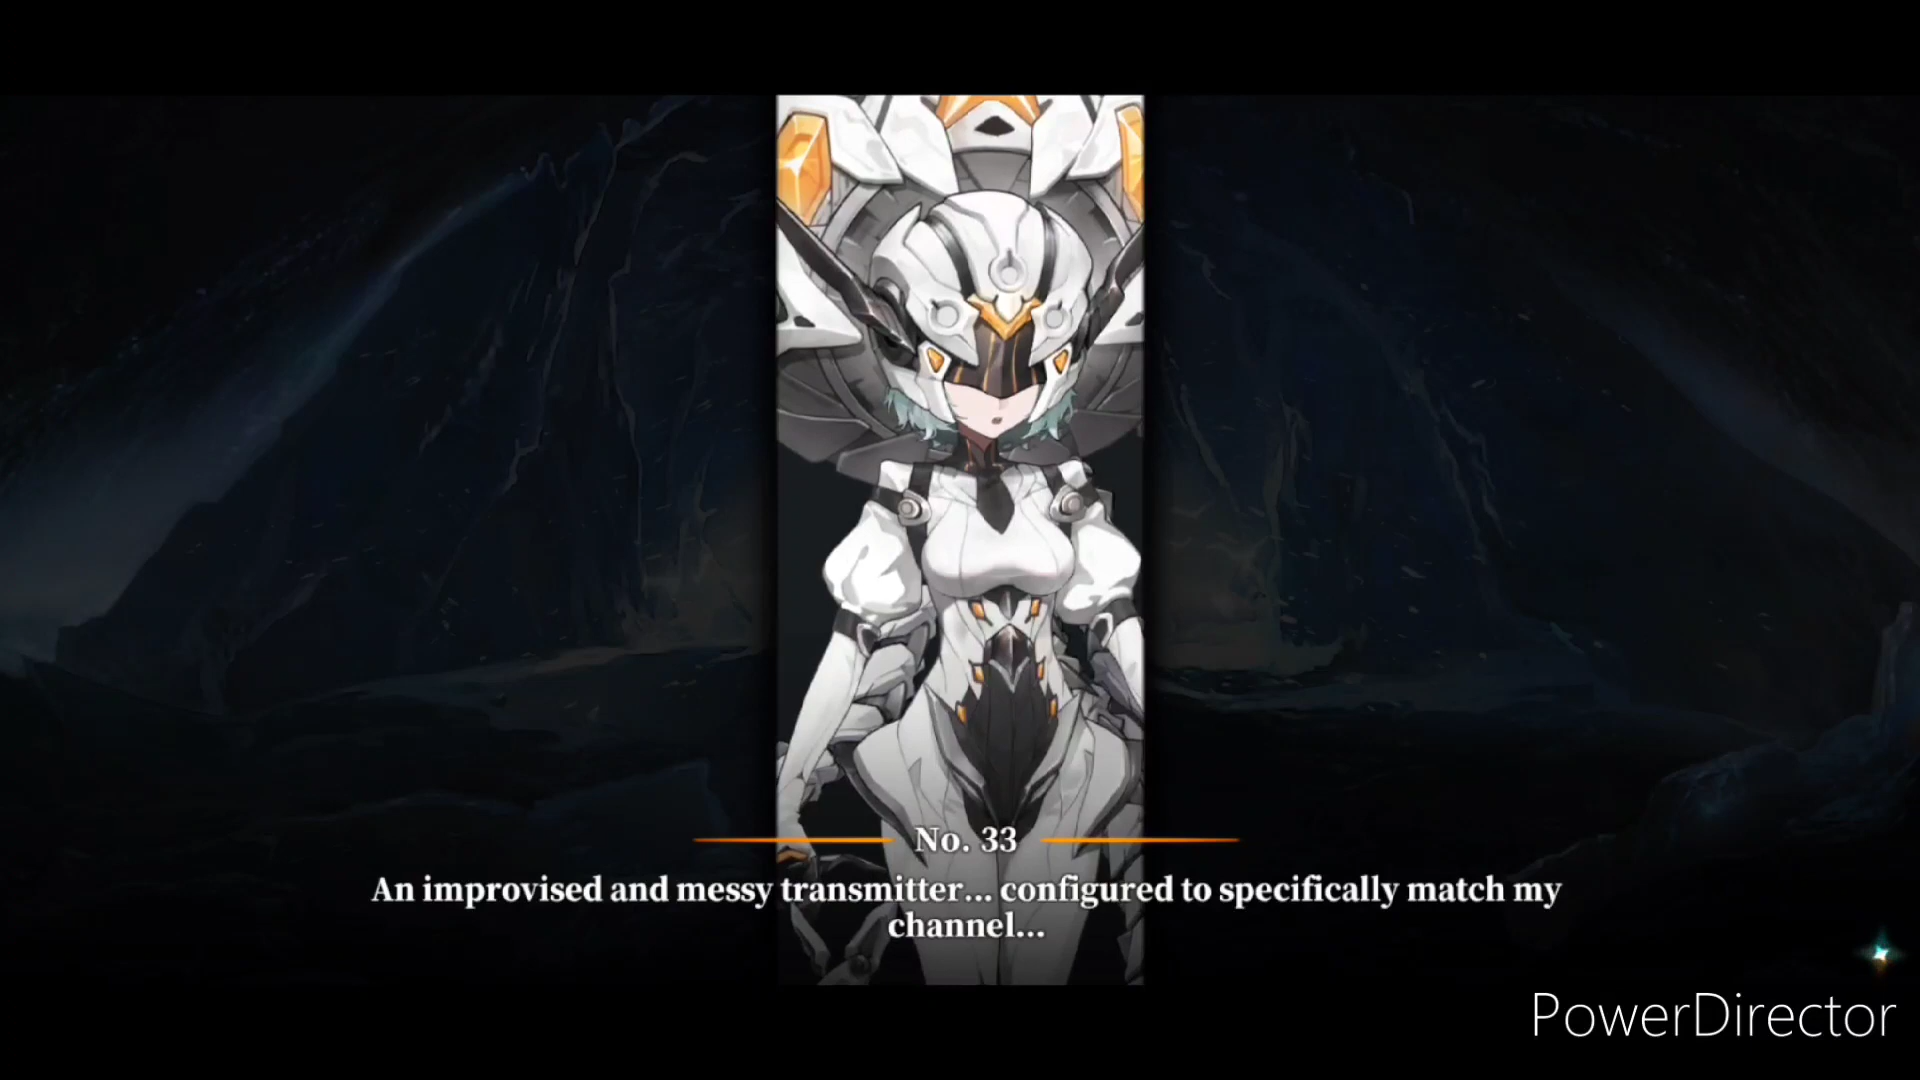 No. 33
An improvised and messy transmitter... configured to specifically match my
channel...
PowerDirector